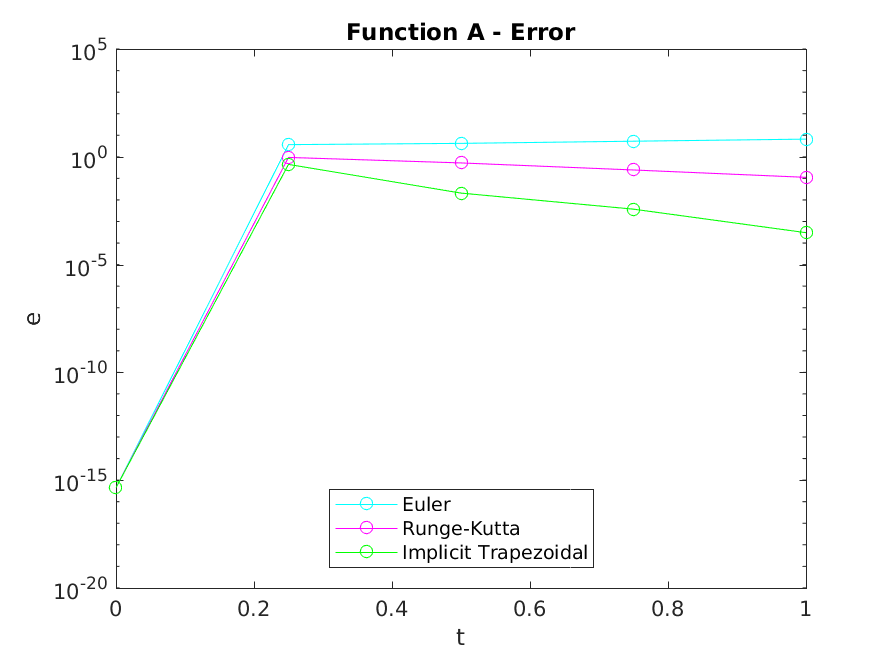 Function A - Error
10^5
10^0
10^-5
10^-10
10^-15
10^-20
e
0 0.2 0.4 0.6 0.8 1
t
Euler
Runge-Kutta
Implicit Trapezoidal